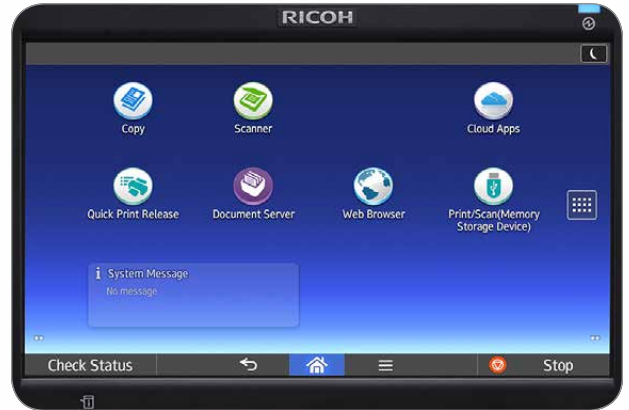 RICOH
Copy
Scanner
Cloud Apps
Quick Print Release
Document Server
Web Browser
Print/Scan(Memory
Storage Device)
i System Message
No message
Check Status
Stop